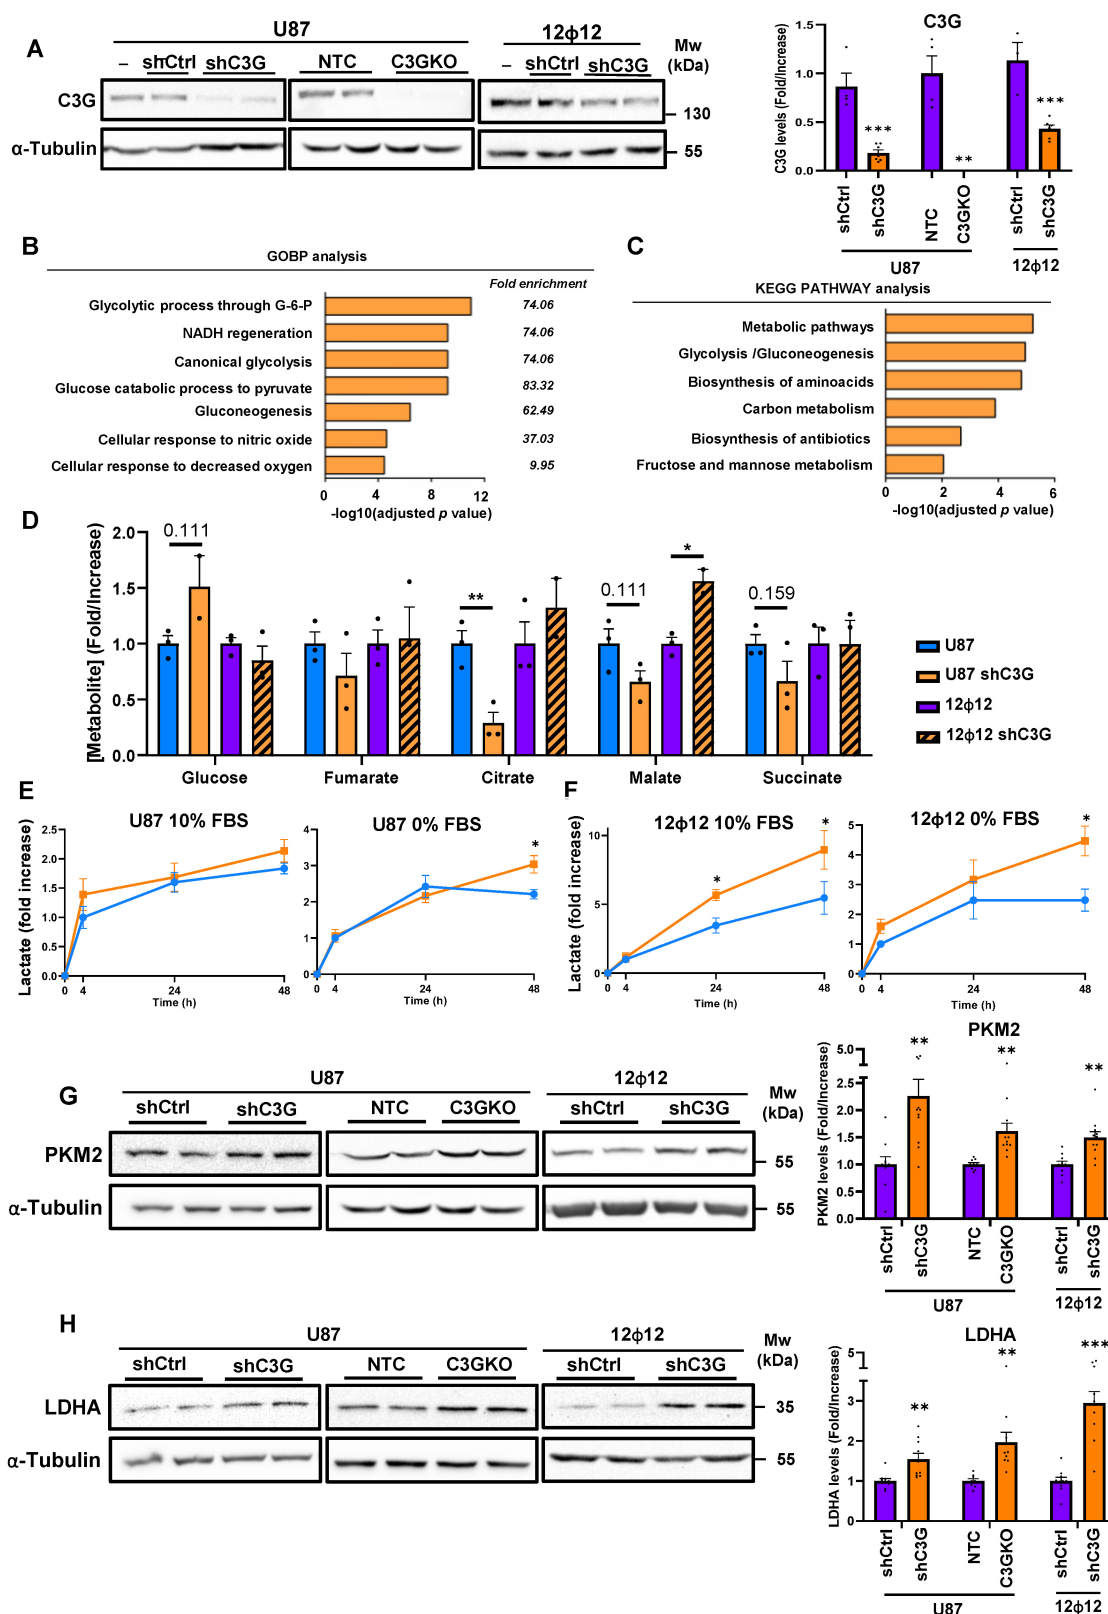 A
U87
12ϕ12
– shCtrl shC3G
NTC C3GKO
– shCtrl shC3G
Mw
(kDa)
C3G
130
α-Tubulin
55
C3G
C3G levels (Fold/Increase)
1.5
1.0
0.5
0.0
*** ** ***
shCtrl shC3G NTC C3GKO shCtrl shC3G
U87 12ϕ12
B
GOBP analysis
Fold enrichment
Glycolytic process through G-6-P 74.06
NADH regeneration 74.06
Canonical glycolysis 74.06
Glucose catabolic process to pyruvate 83.32
Gluconeogenesis 62.49
Cellular response to nitric oxide 37.03
Cellular response to decreased oxygen 9.95
0 4 8 12
-log10(adjusted p value)
C
KEGG PATHWAY analysis
Metabolic pathways
Glycolysis /Gluconeogenesis
Biosynthesis of aminoacids
Carbon metabolism
Biosynthesis of antibiotics
Fructose and mannose metabolism
0 2 4 6
-log10(adjusted p value)
D
[Metabolite] (Fold/Increase)
2.0
1.5
1.0
0.5
0.0
0.111
**
0.111
*
0.159
Glucose Fumarate Citrate Malate Succinate
U87
U87 shC3G
12ϕ12
12ϕ12 shC3G
E
U87 10% FBS
Lactate (fold increase)
2.5
2.0
1.5
1.0
0.5
0.0
0 4 24 48
Time (h)
U87 0% FBS
4
3
2
1
0
*
0 4 24 48
Time (h)
F
12ϕ12 10% FBS
Lactate (fold increase)
10
5
0
* *
0 4 24 48
Time (h)
12ϕ12 0% FBS
5
4
3
2
1
0
*
0 4 24 48
Time (h)
G
U87
12ϕ12
shCtrl shC3G NTC C3GKO shCtrl shC3G
Mw
(kDa)
PKM2
55
α-Tubulin
55
PKM2
PKM2 levels (Fold/Increase)
5.0
2.5
2.0
1.5
1.0
0.5
0.0
** ** **
shCtrl shC3G NTC C3GKO shCtrl shC3G
U87 12ϕ12
H
U87
12ϕ12
shCtrl shC3G NTC C3GKO shCtrl shC3G
Mw
(kDa)
LDHA
35
α-Tubulin
55
LDHA
LDHA levels (Fold/Increase)
5
3
2
1
0
** ** ***
shCtrl shC3G NTC C3GKO shCtrl shC3G
U87 12ϕ12